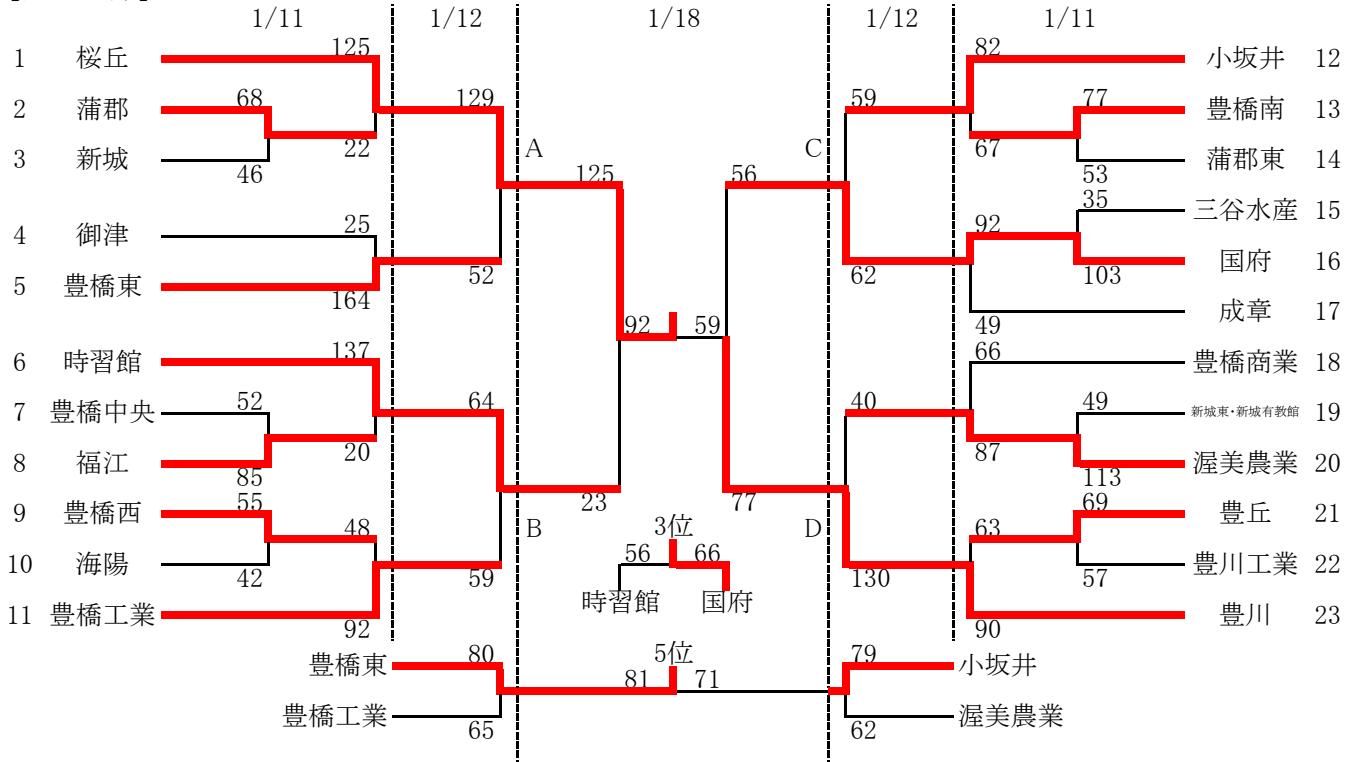 1/11 1/12 1/18 1/12 1/11
1 桜丘 125 82 小坂井 12
2 蒲郡 68 129 59 77 豊橋南 13
3 新城 46 22 A C 67 53 蒲郡東 14
125 56 35 三谷水産 15
4 御津 25 92
52 62 103 国府 16
5 豊橋東 164 49 成章 17
92 59
6 時習館 137 66 豊橋商業 18
7 豊橋中央 52 64 40 49 新城東・新城有教館 19
8 福江 85 20 87 113 渥美農業 20
9 豊橋西 55 48 B 23 77 D 63 69 豊丘 21
3位
10 海陽 42 59 56 66 130 57 豊川工業 22
時習館 国府
11 豊橋工業 92 90 豊川 23
豊橋東 80 5位 79 小坂井
81 71
豊橋工業 65 62 渥美農業